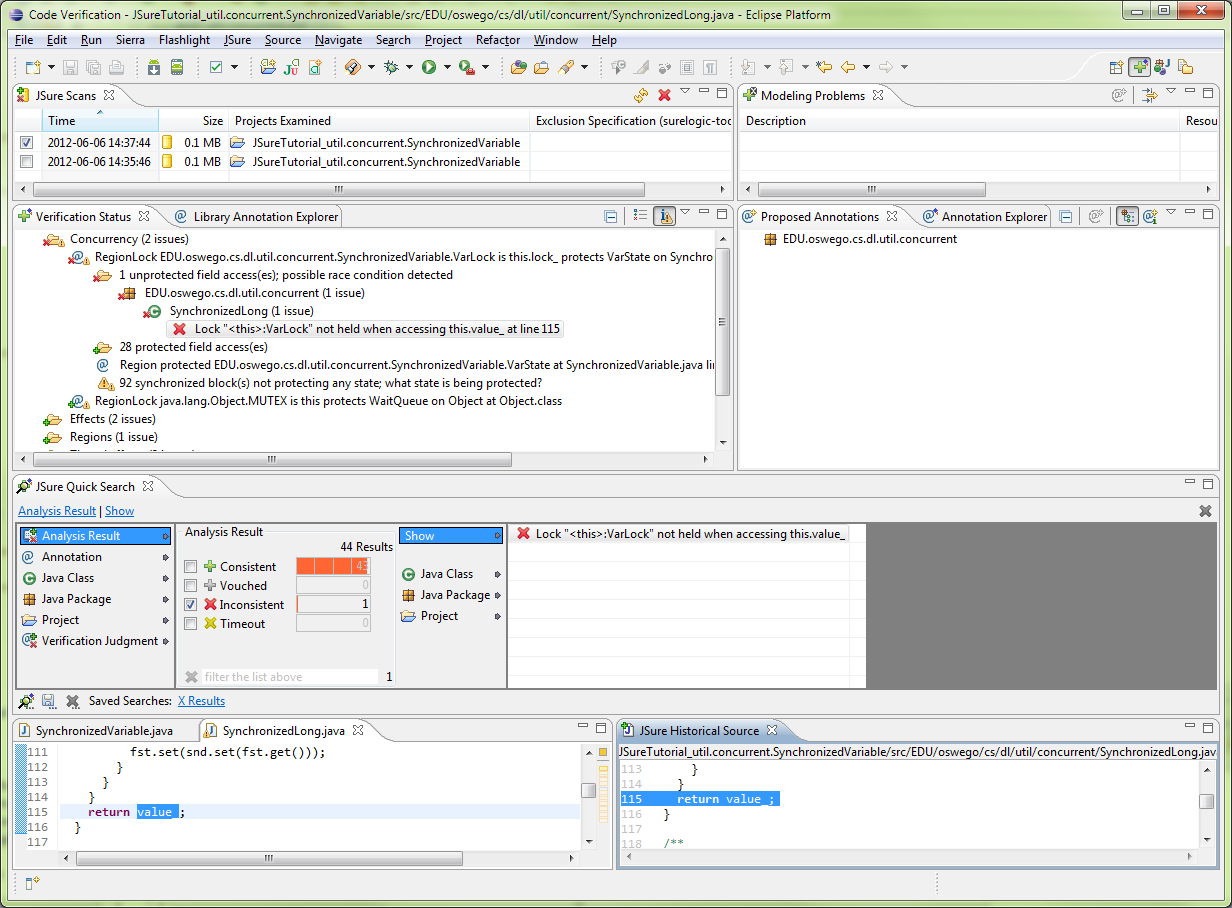 Code Verification - JSureTutorial_util.concurrent.SynchronizedVariable/src/EDU/oswego/cs/dl/util/concurrent/SynchronizedLong.java - Eclipse Platform
File Edit Run Sierra Flashlight JSure Source Navigate Search Project Refactor Window Help
JSure Scans
Time Size Projects Examined Exclusion Specification (surelogic-too
2012-06-06 14:37:44 0.1 MB JSureTutorial_util.concurrent.SynchronizedVariable
2012-06-06 14:35:46 0.1 MB JSureTutorial_util.concurrent.SynchronizedVariable
Modeling Problems
Description Resou
Verification Status Library Annotation Explorer
Concurrency (2 issues)
RegionLock EDU.oswego.cs.dl.util.concurrent.SynchronizedVariable.VarLock is this.lock_ protects VarState on Synchro
1 unprotected field access(es); possible race condition detected
EDU.oswego.cs.dl.util.concurrent (1 issue)
SynchronizedLong (1 issue)
Lock "<this>:VarLock" not held when accessing this.value_ at line 115
28 protected field access(es)
Region protected EDU.oswego.cs.dl.util.concurrent.SynchronizedVariable.VarState at SynchronizedVariable.java li
92 synchronized block(s) not protecting any state; what state is being protected?
RegionLock java.lang.Object.MUTEX is this protects WaitQueue on Object at Object.class
Effects (2 issues)
Regions (1 issue)
Proposed Annotations Annotation Explorer
EDU.oswego.cs.dl.util.concurrent
JSure Quick Search
Analysis Result | Show
Analysis Result
Annotation
Java Class
Java Package
Project
Verification Judgment
Analysis Result
44 Results
Consistent 43
Vouched 0
Inconsistent 1
Timeout 0
filter the list above 1
Show
Java Class
Java Package
Project
Lock "<this>:VarLock" not held when accessing this.value_
Saved Searches: X Results
SynchronizedVariable.java SynchronizedLong.java
111 fst.set(snd.set(fst.get()));
112 }
113 }
114 }
115 return value_;
116 }
117
JSure Historical Source
JSureTutorial_util.concurrent.SynchronizedVariable/src/EDU/oswego/cs/dl/util/concurrent/SynchronizedLong.java
113 }
114 }
115 return value_;
116 }
117
118 /**